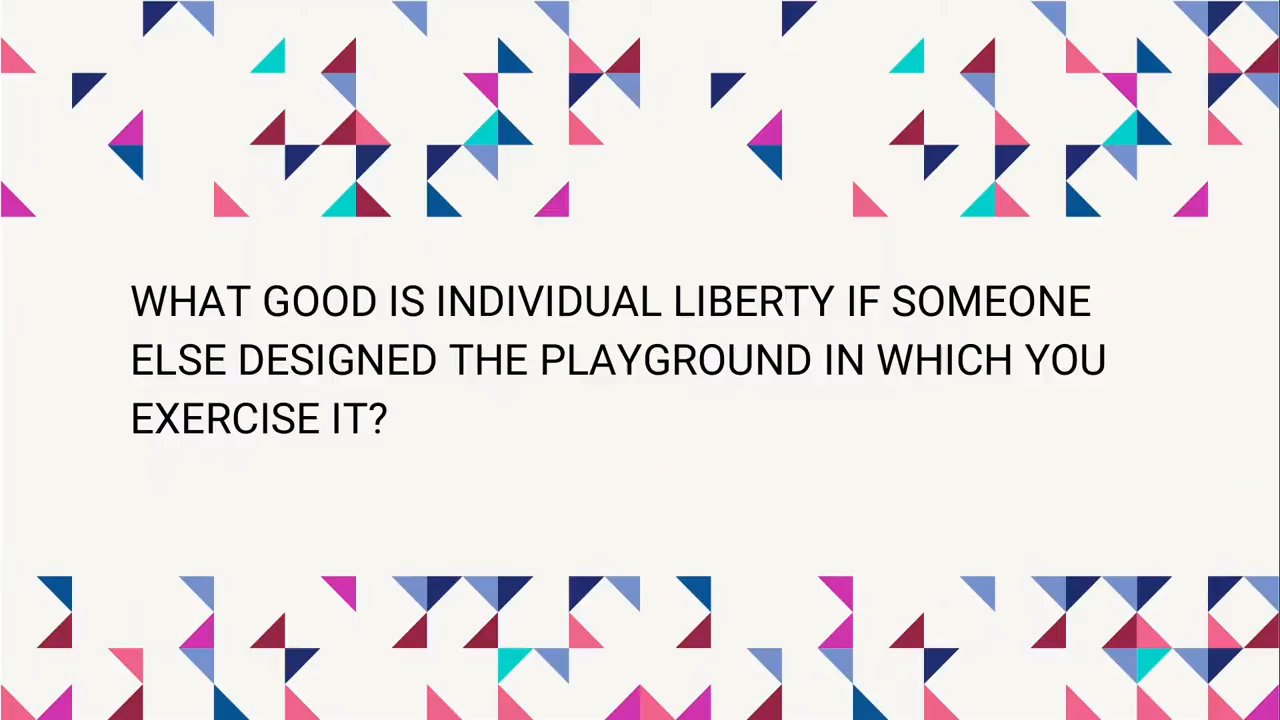 WHAT GOOD IS INDIVIDUAL LIBERTY IF SOMEONE
ELSE DESIGNED THE PLAYGROUND IN WHICH YOU
EXERCISE IT?